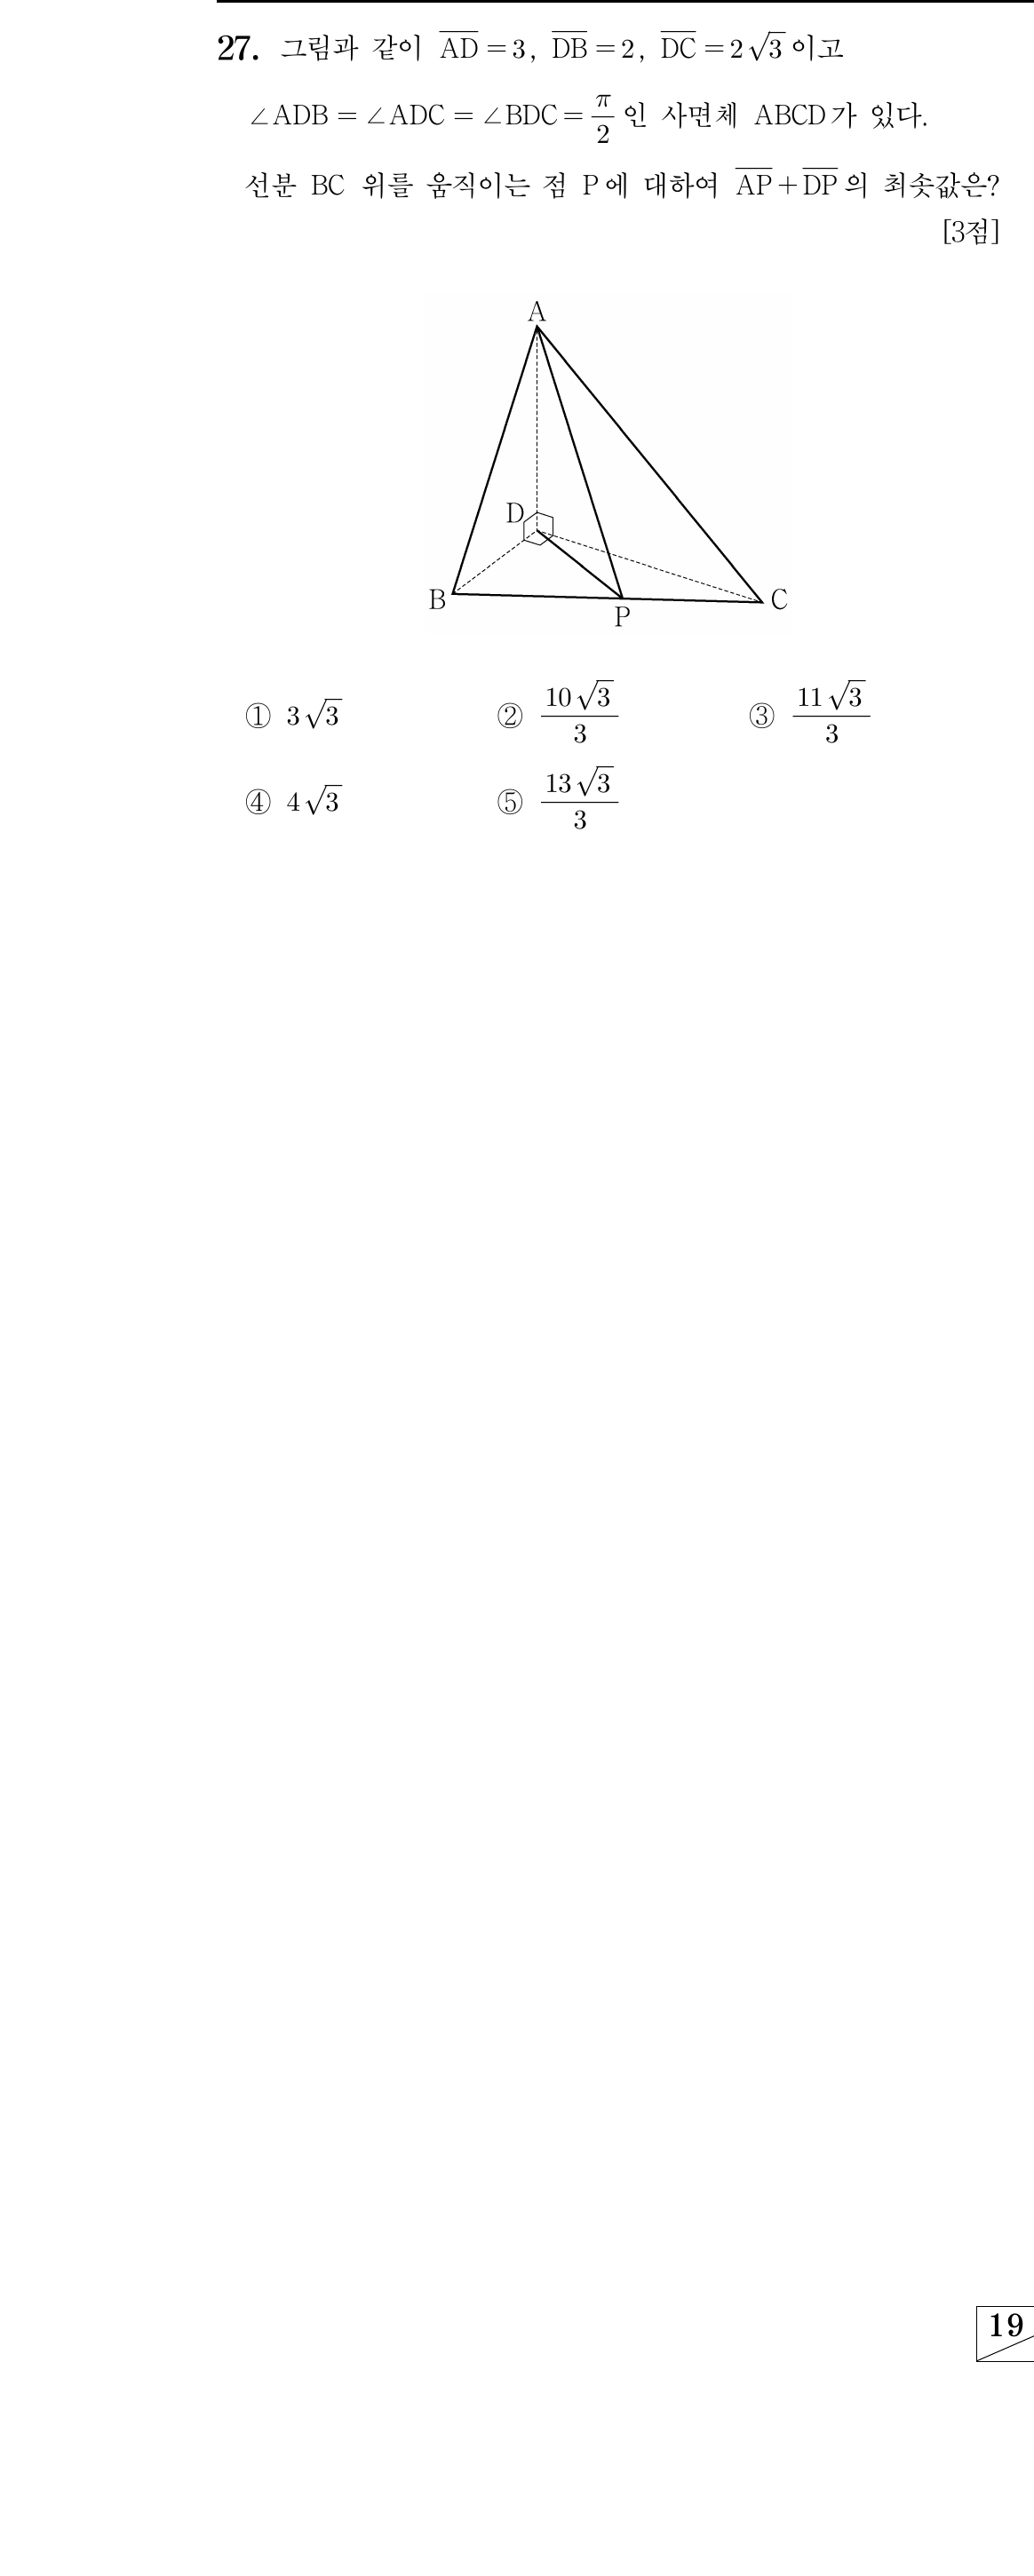 27. 그림과 같이 $\overline{AD}=3$, $\overline{DB}=2$, $\overline{DC}=2\sqrt{3}$ 이고
$\angle ADB = \angle ADC = \angle BDC = \frac{\pi}{2}$ 인 사면체 ABCD가 있다.
선분 BC 위를 움직이는 점 P에 대하여 $\overline{AP}+\overline{DP}$의 최솟값은?
[3점]
A
D
B
C
P
① $3\sqrt{3}$ ② $\frac{10\sqrt{3}}{3}$ ③ $\frac{11\sqrt{3}}{3}$
④ $4\sqrt{3}$ ⑤ $\frac{13\sqrt{3}}{3}$
19